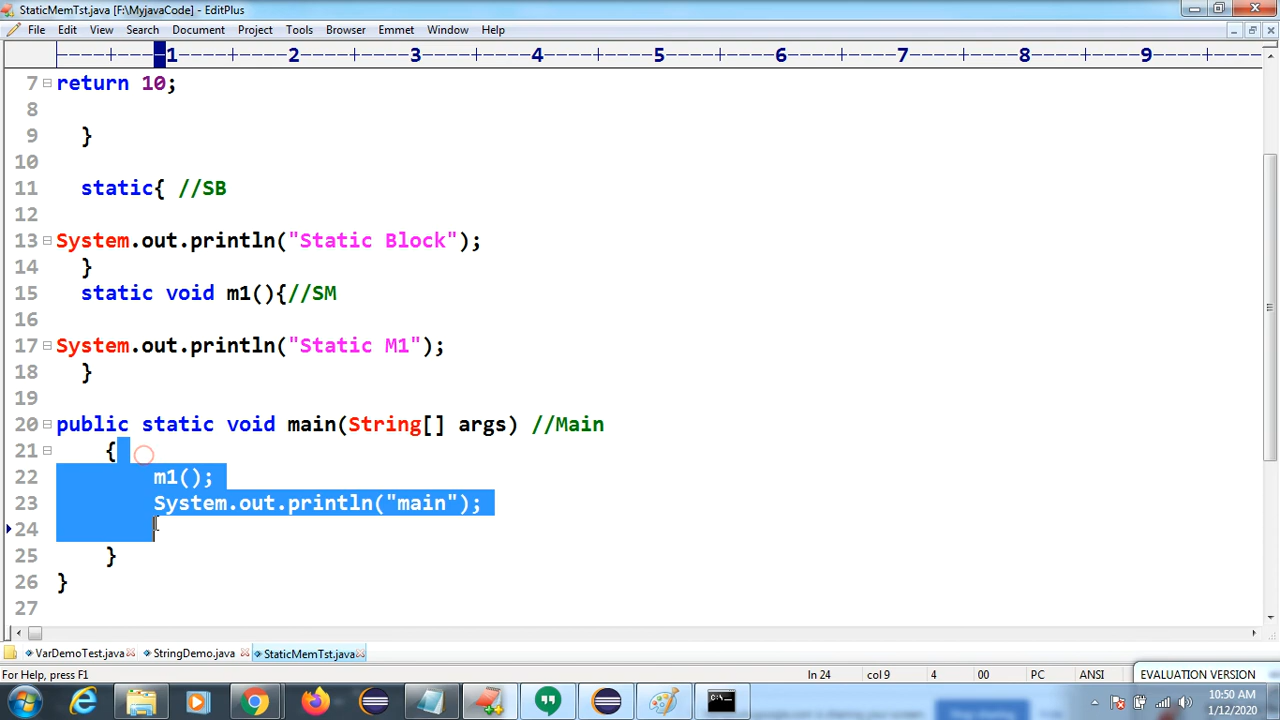 StaticMemTst.java [F:\MyjavaCode] - EditPlus
File Edit View Search Document Project Tools Browser Emmet Window Help
1 2 3 4 5 6 7 8 9
7 return 10;
8
9 }
10
11 static{ //SB
12
13 System.out.println("Static Block");
14 }
15 static void m1(){//SM
16
17 System.out.println("Static M1");
18 }
19
20 public static void main(String[] args) //Main
21 {
22 m1();
23 System.out.println("main");
24
25 }
26 }
27
VarDemoTest.java StringDemo.java StaticMemTst.java
For Help, press F1 ln 24 col 9 4 00 PC ANSI EVALUATION VERSION
10:50 AM
1/12/2020